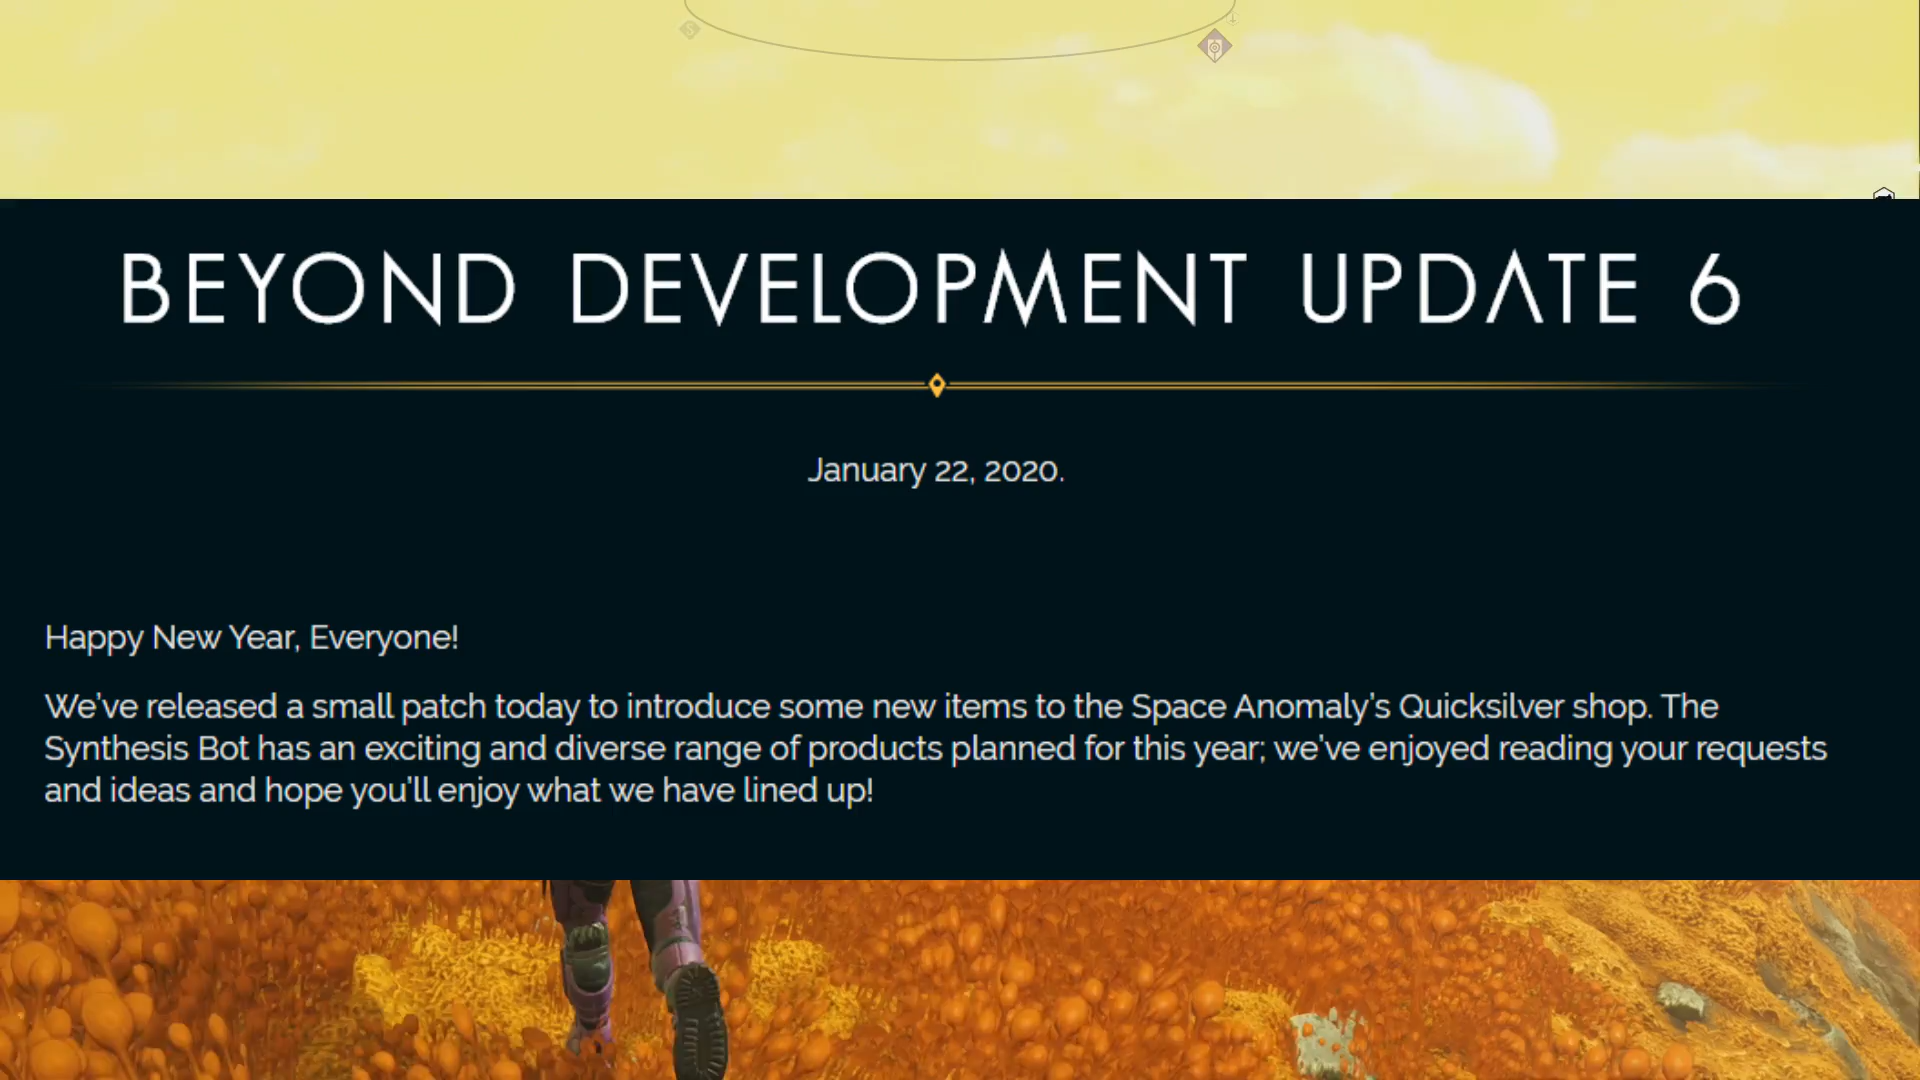 BEYOND DEVELOPMENT UPDATE 6
January 22, 2020.
Happy New Year, Everyone!
We’ve released a small patch today to introduce some new items to the Space Anomaly’s Quicksilver shop. The
Synthesis Bot has an exciting and diverse range of products planned for this year; we’ve enjoyed reading your requests
and ideas and hope you’ll enjoy what we have lined up!